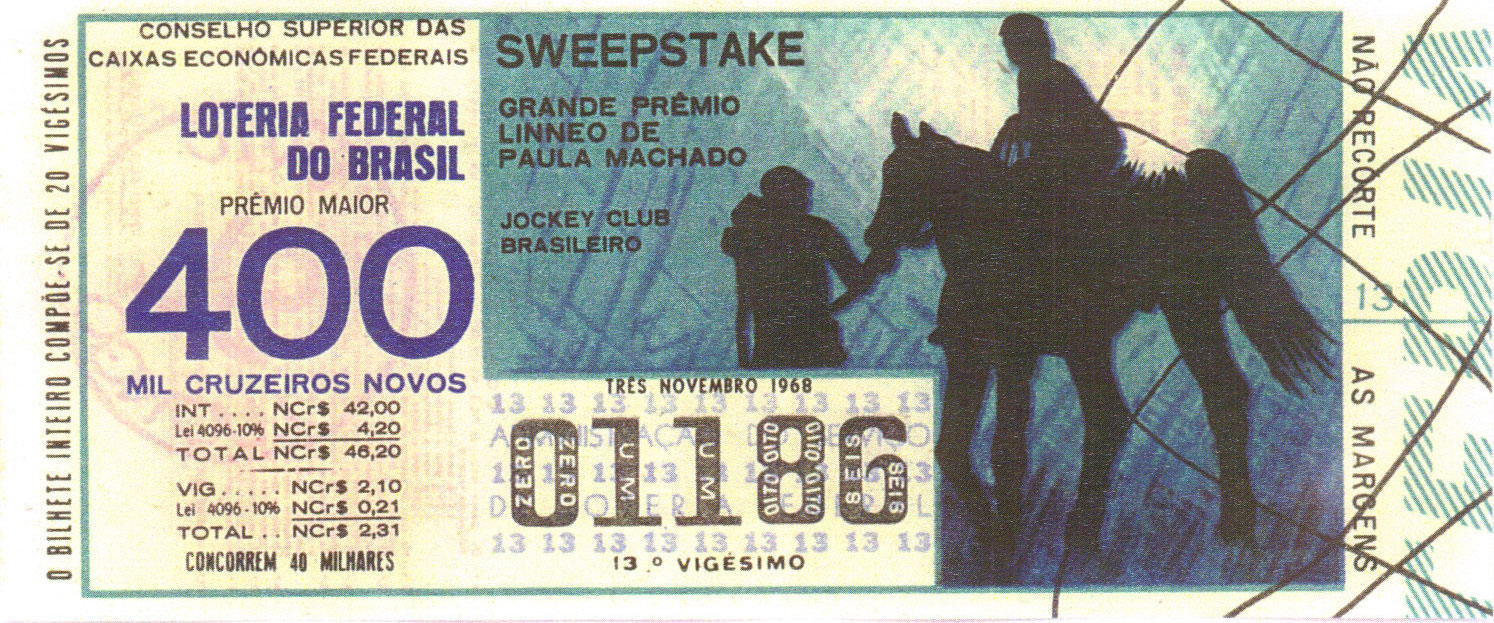 O BILHETE INTEIRO COMPÕE-SE DE 20 VIGÉSIMOS
CONSELHO SUPERIOR DAS
CAIXAS ECONÔMICAS FEDERAIS
LOTERIA FEDERAL
DO BRASIL
PRÊMIO MAIOR
400
MIL CRUZEIROS NOVOS
INT .... NCr$ 42,00
Lei 4096-10% NCr$ 4,20
TOTAL NCr$ 46,20
VIG ..... NCr$ 2,10
Lei 4096-10% NCr$ 0,21
TOTAL .. NCr$ 2,31
CONCORREM 40 MILHARES
SWEEPSTAKE
GRANDE PRÊMIO
LINNEO DE
PAULA MACHADO
JOCKEY CLUB
BRASILEIRO
TRÊS NOVEMBRO 1968
13 13 13 13 13 13 13 13 13
01186
ZERO ZERO UM UM OITO OITO OITO OITO SEIS SEIS
13 13 13 13 13 13 13 13 13
13.º VIGÉSIMO
NÃO RECORTE
13
AS MARGENS